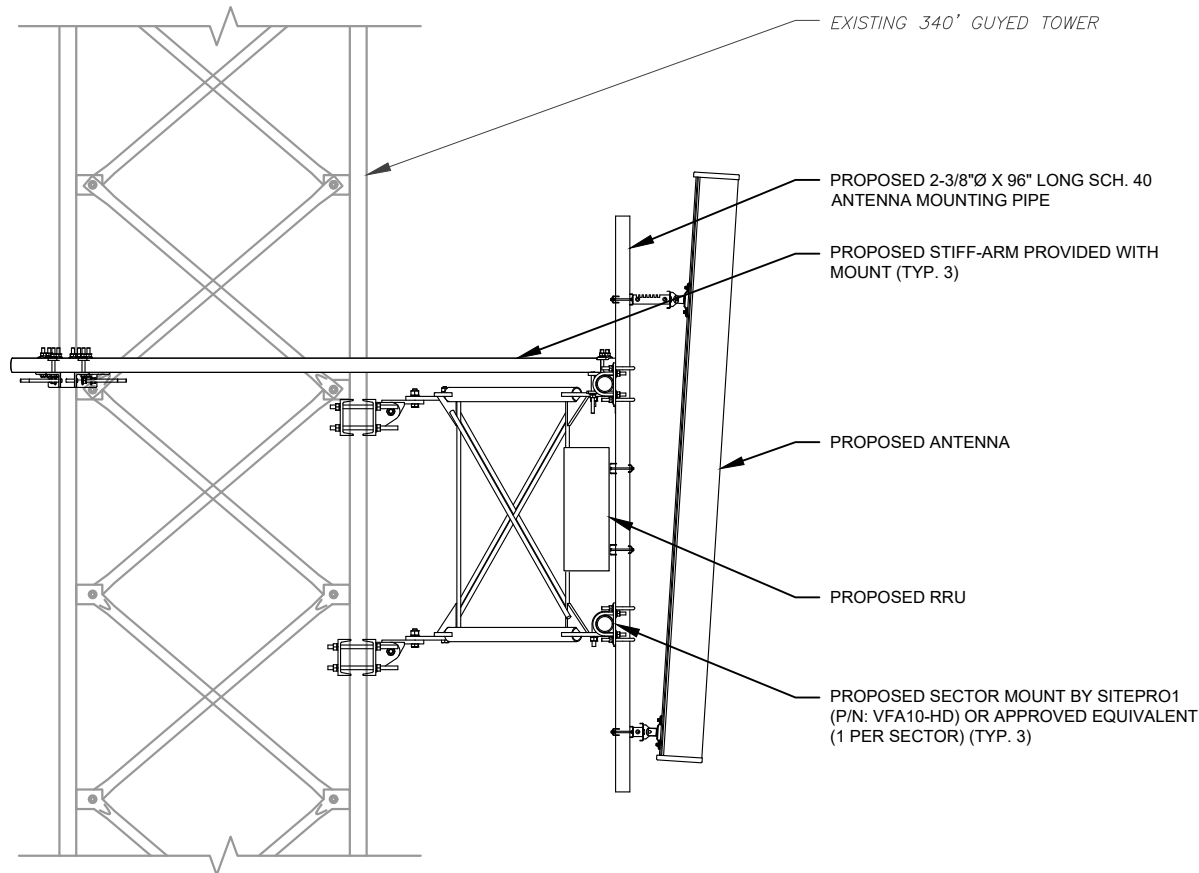 EXISTING 340' GUYED TOWER
PROPOSED 2-3/8"Ø X 96" LONG SCH. 40
ANTENNA MOUNTING PIPE
PROPOSED STIFF-ARM PROVIDED WITH
MOUNT (TYP. 3)
PROPOSED ANTENNA
PROPOSED RRU
PROPOSED SECTOR MOUNT BY SITEPRO1
(P/N: VFA10-HD) OR APPROVED EQUIVALENT
(1 PER SECTOR) (TYP. 3)